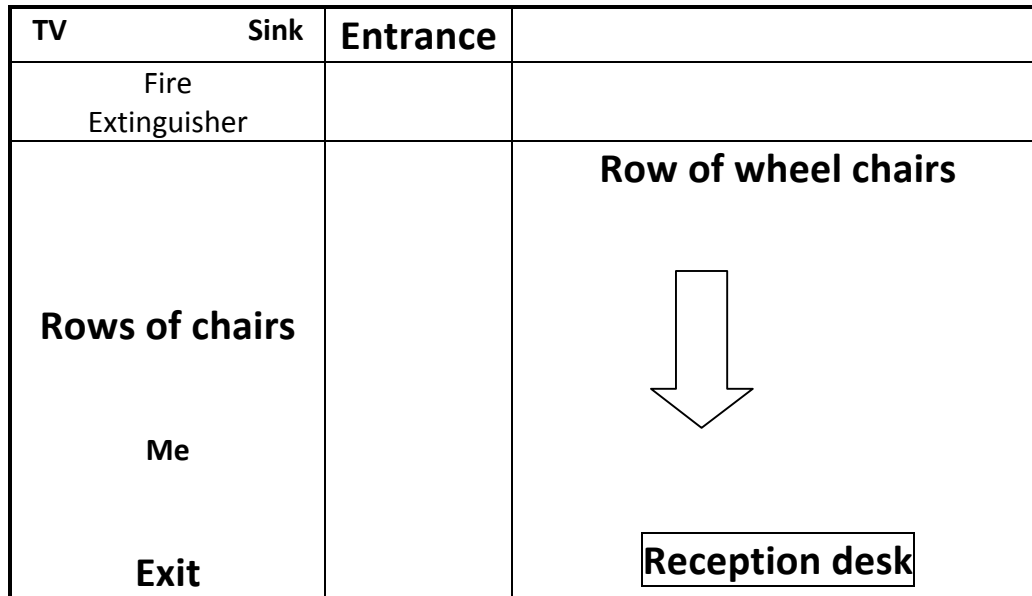 TV Sink Entrance
Fire
Extinguisher
Row of wheel chairs
Rows of chairs
Me
Exit
Reception desk